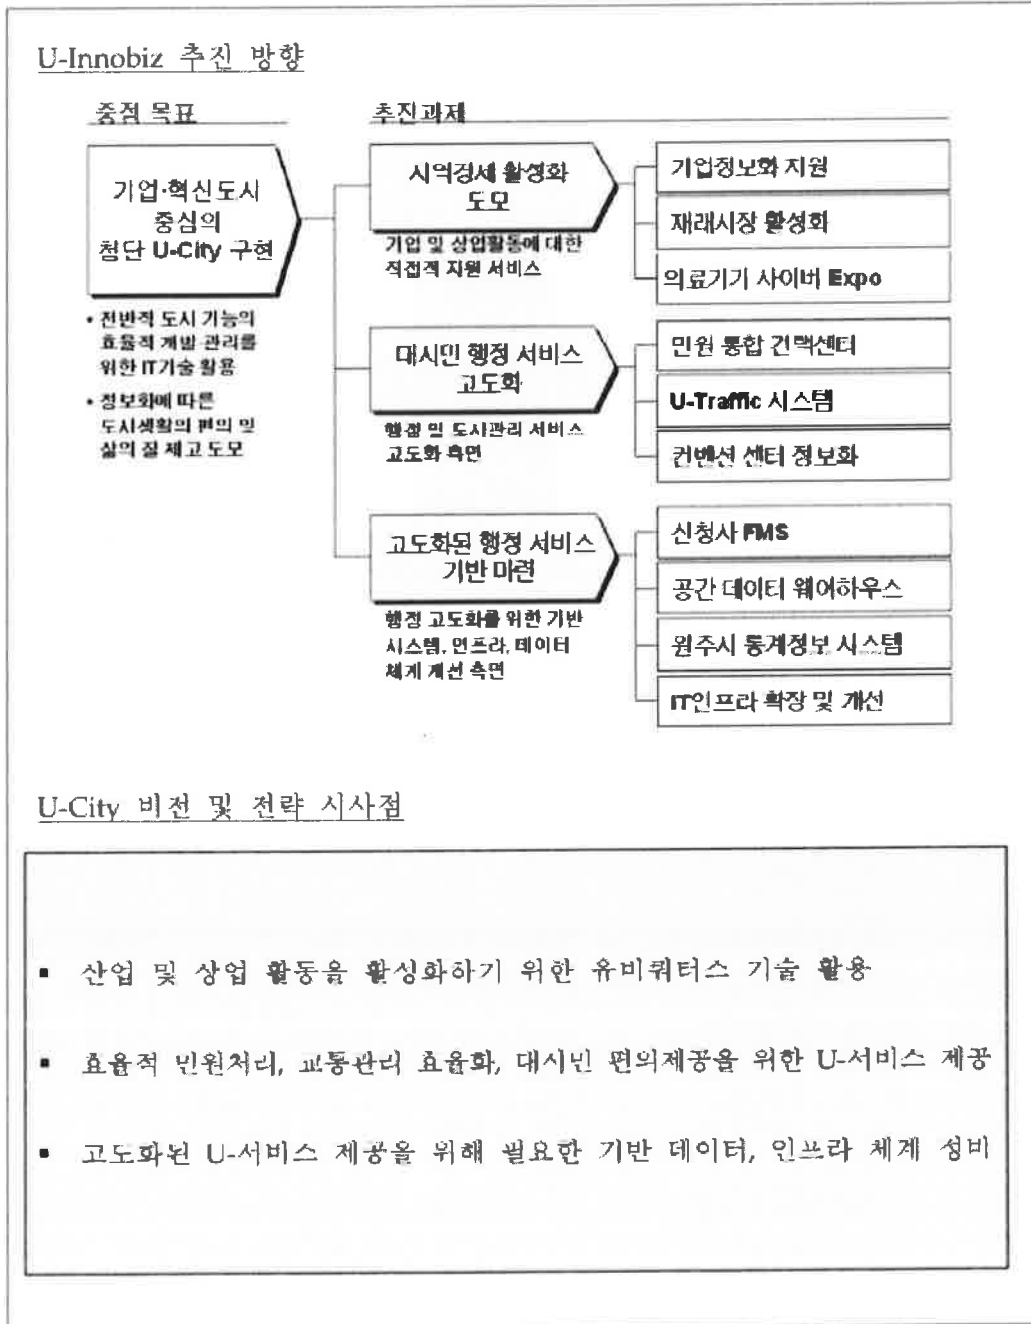 U-Innobiz 추진 방향
중점 목표
추진과제
기업·혁신도시
중심의
첨단 U-City 구현
• 전반적 도시 기능의
효율적 개발 관리를
위한 IT기술 활용
• 정보화에 따른
도시생활의 편의 및
삶의 질 제고 도모
지역경제 활성화
도모
기업 및 상업활동에 대한
직접적 지원 서비스
기업정보화 지원
재래시장 활성화
의료기기 사이버 Expo
대시민 행정 서비스
고도화
행정 및 도시관리 서비스
고도화 측면
민원 통합 컨택센터
U-Traffic 시스템
컨벤션 센터 정보화
고도화된 행정 서비스
기반 마련
행정 고도화를 위한 기반
시스템, 인프라, 데이터
체계 개선 측면
신청사 FMS
공간 데이터 웨어하우스
원주시 통계정보 시스템
IT인프라 확장 및 개선
U-City 비전 및 전략 시사점
▪ 산업 및 상업 활동을 활성화하기 위한 유비쿼터스 기술 활용
▪ 효율적 민원처리, 교통관리 효율화, 대시민 편의제공을 위한 U-서비스 제공
▪ 고도화된 U-서비스 제공을 위해 필요한 기반 데이터, 인프라 체계 정비